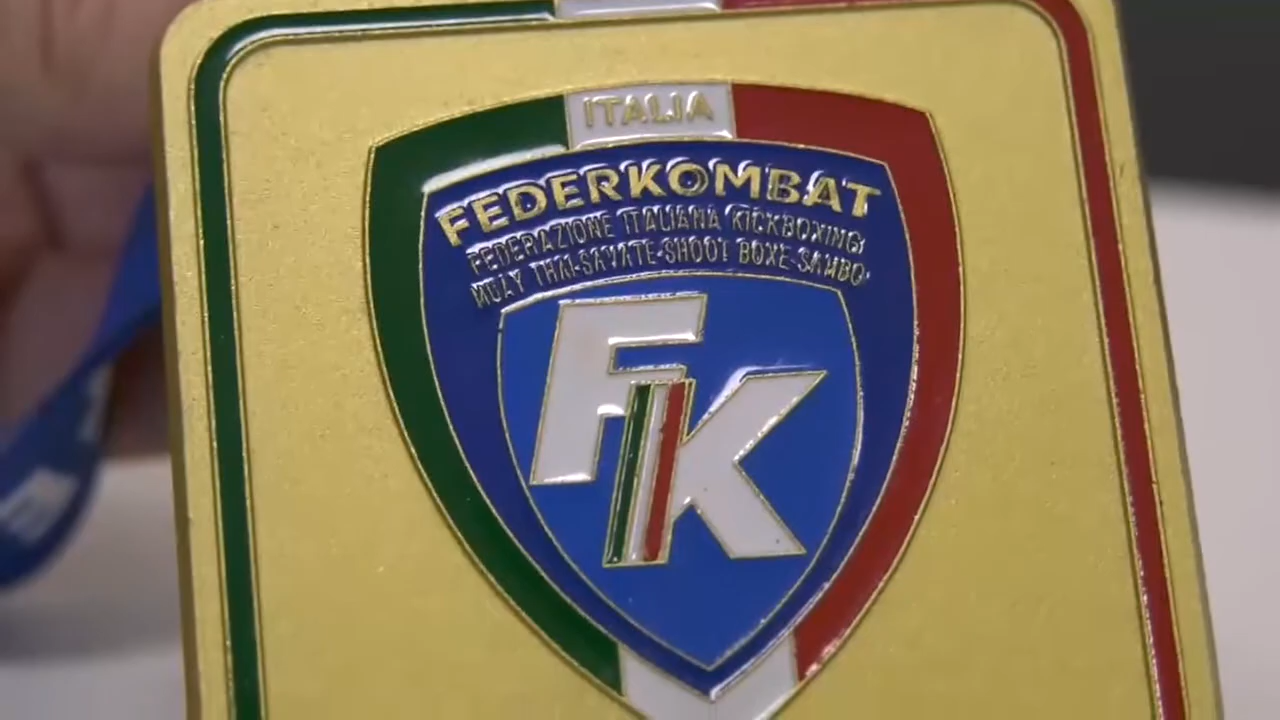 ITALIA
FEDERKOMBAT
FEDERAZIONE ITALIANA KICKBOXING
MUAY THAI-SAVATE-SHOOT BOXE-SAMBO
FK